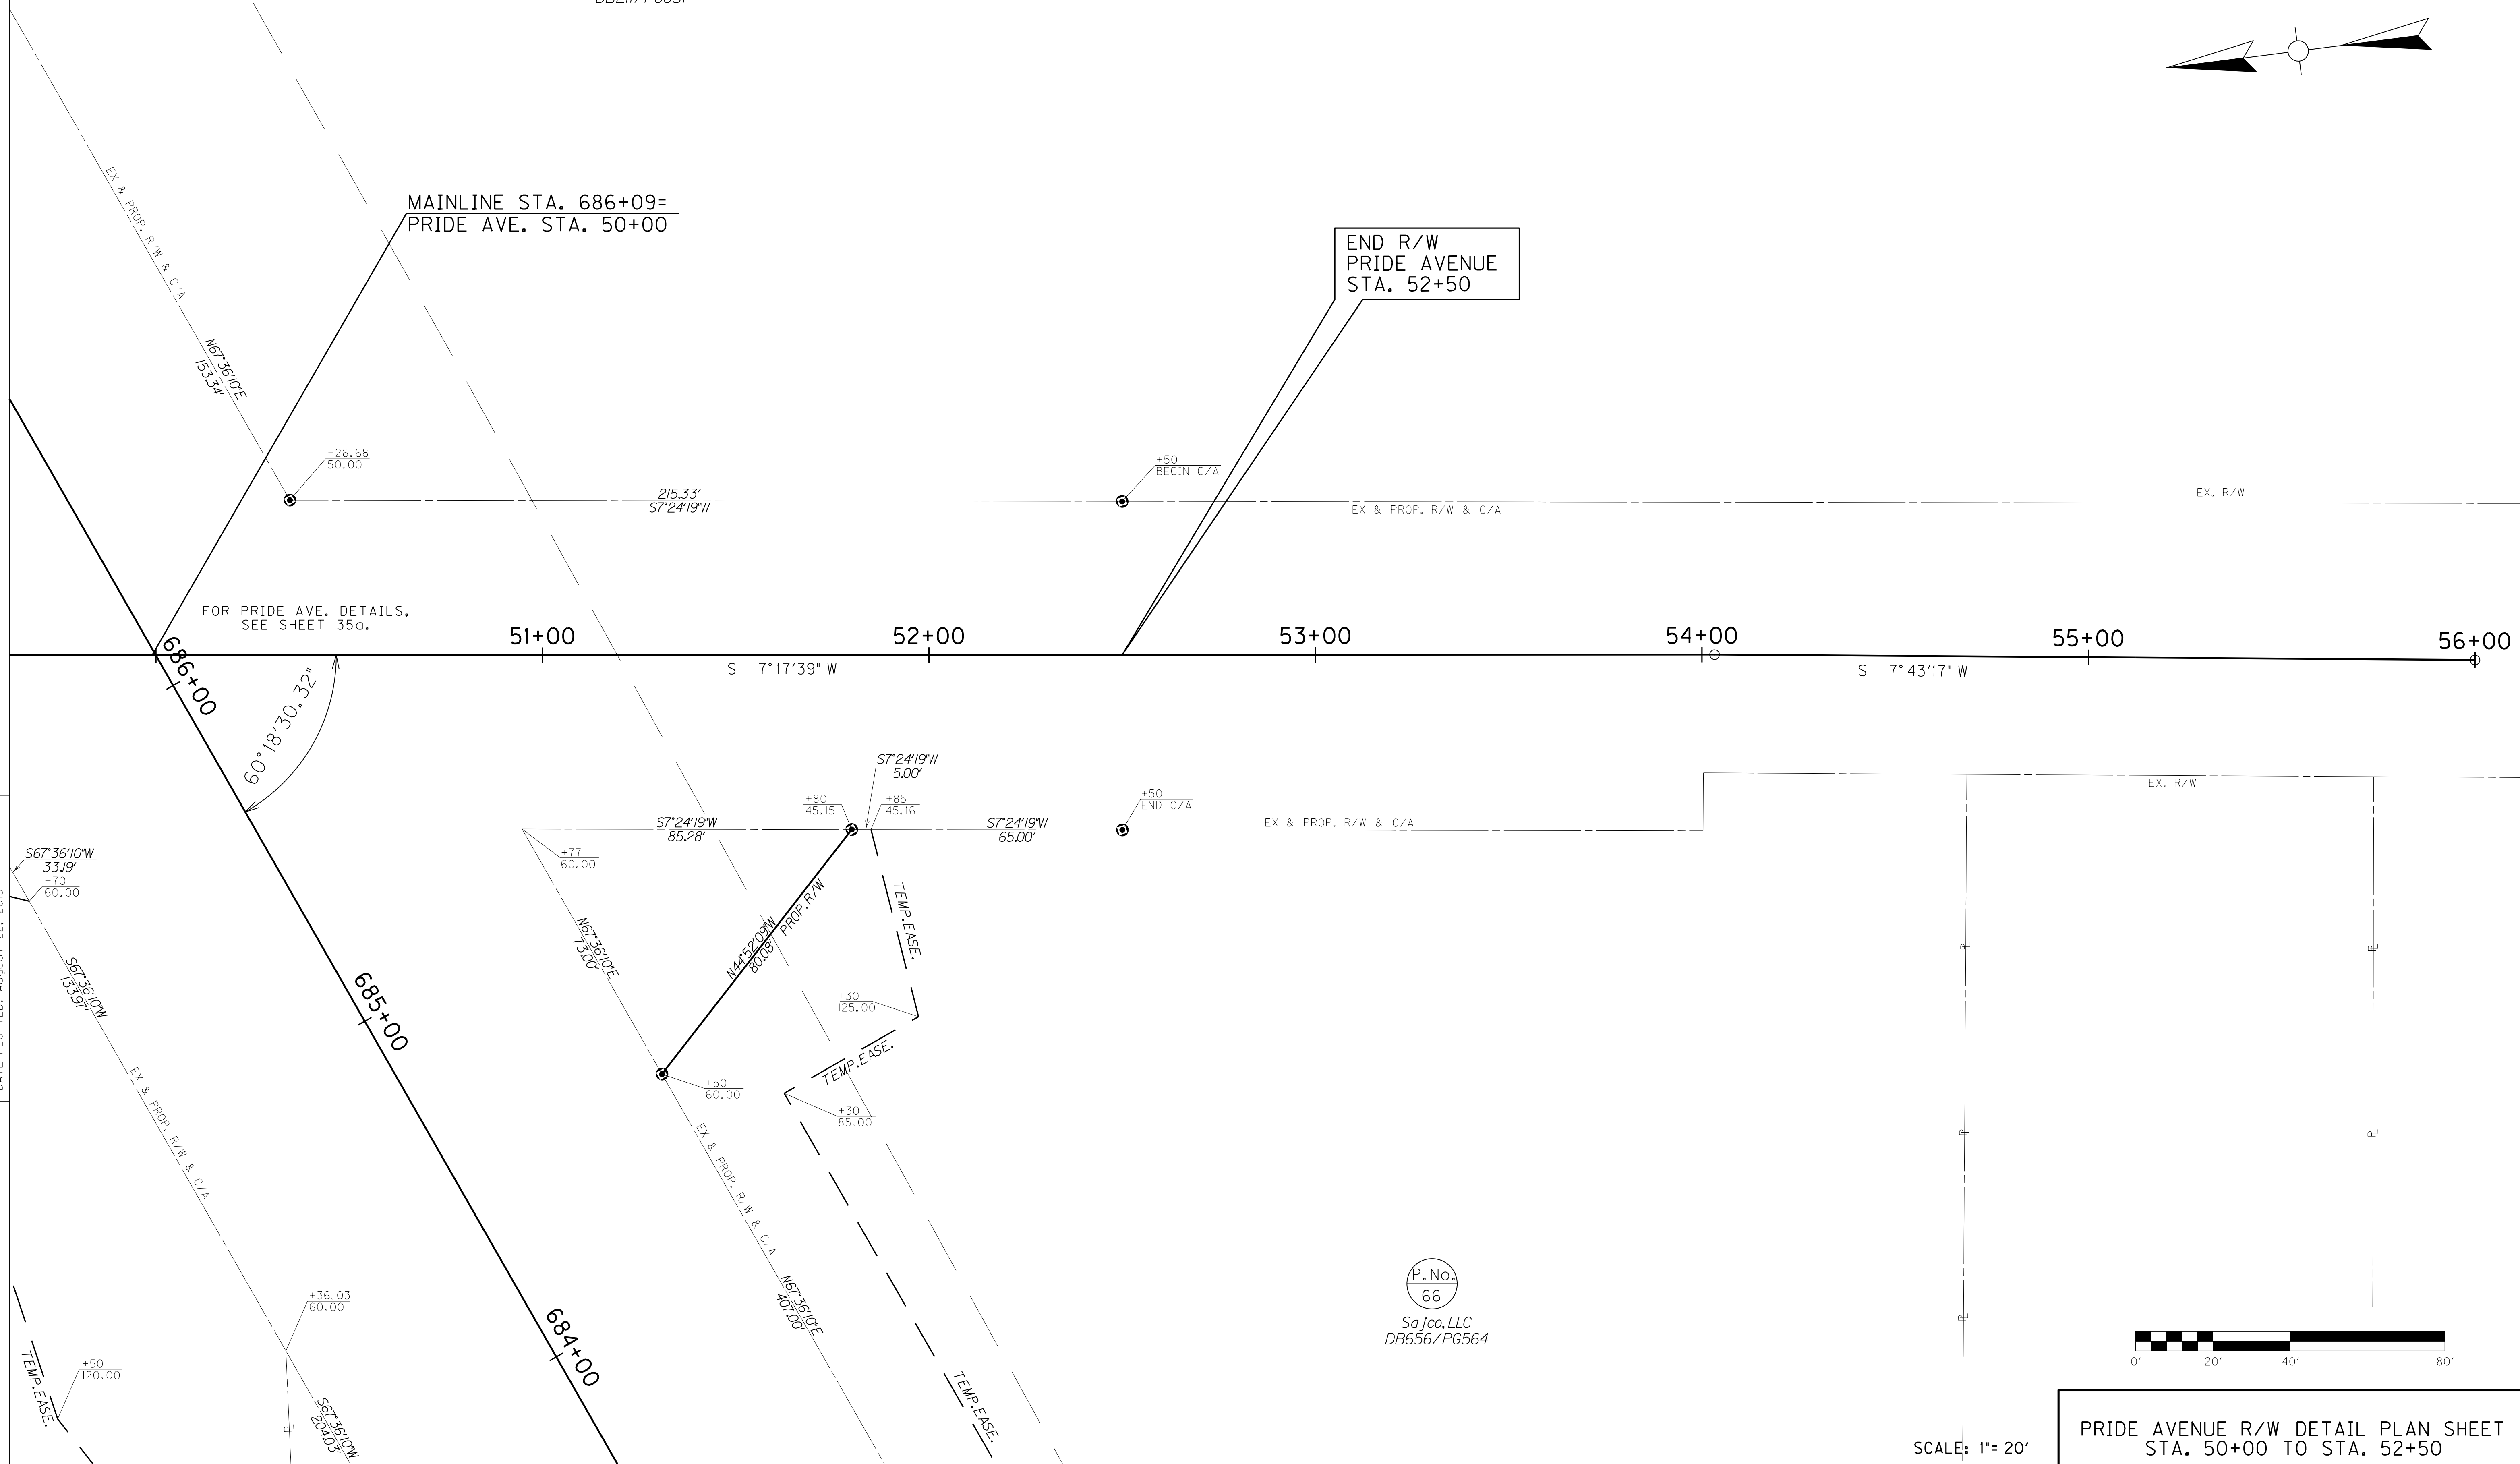 MAINLINE STA. 686+09=
PRIDE AVE. STA. 50+00
END R/W
PRIDE AVENUE
STA. 52+50
EX & PROP. R/W & C/A
N67°36'10"E
153.34'
+26.68
50.00
215.33'
S7°24'19"W
+50
BEGIN C/A
EX & PROP. R/W & C/A
EX. R/W
FOR PRIDE AVE. DETAILS,
SEE SHEET 35a.
686+00
51+00
52+00
53+00
54+00
55+00
56+00
S 7°17'39" W
S 7°43'17" W
60°18'30.32"
S7°24'19"W
5.00'
+80
45.15
+85
45.16
+50
END C/A
S7°24'19"W
85.28'
S7°24'19"W
65.00'
EX & PROP. R/W & C/A
EX. R/W
+77
60.00
S67°36'10"W
33.19'
+70
60.00
N67°36'10"E
73.00'
N44°52'09"W
80.08'
PROP. R/W
TEMP. EASE.
+30
125.00
TEMP. EASE.
+50
60.00
+30
85.00
S67°36'10"W
133.97'
685+00
EX & PROP. R/W & C/A
EX & PROP. R/W & C/A
N67°36'10"E
407.00'
+36.03
60.00
684+00
+50
120.00
TEMP. EASE.
S67°36'10"W
204.03'
TEMP. EASE.
P. No.
66
Sajco, LLC
DB656/PG564
0' 20' 40' 80'
SCALE: 1"= 20'
PRIDE AVENUE R/W DETAIL PLAN SHEET
STA. 50+00 TO STA. 52+50